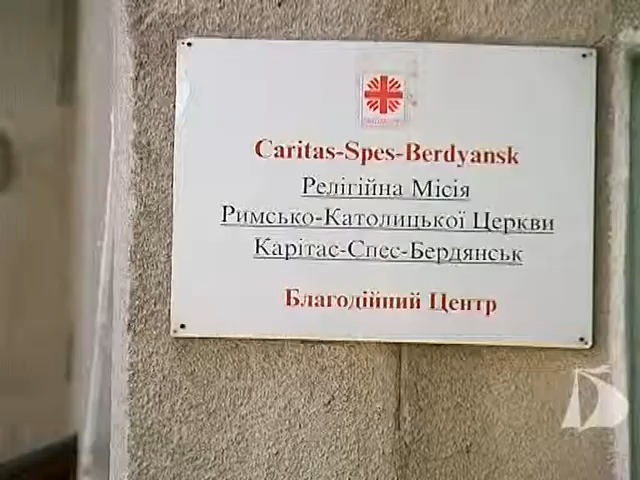 Caritas-Spes-Berdyansk
Релігійна Місія
Римсько-Католицької Церкви
Карітас-Спес-Бердянськ
Благодійний Центр